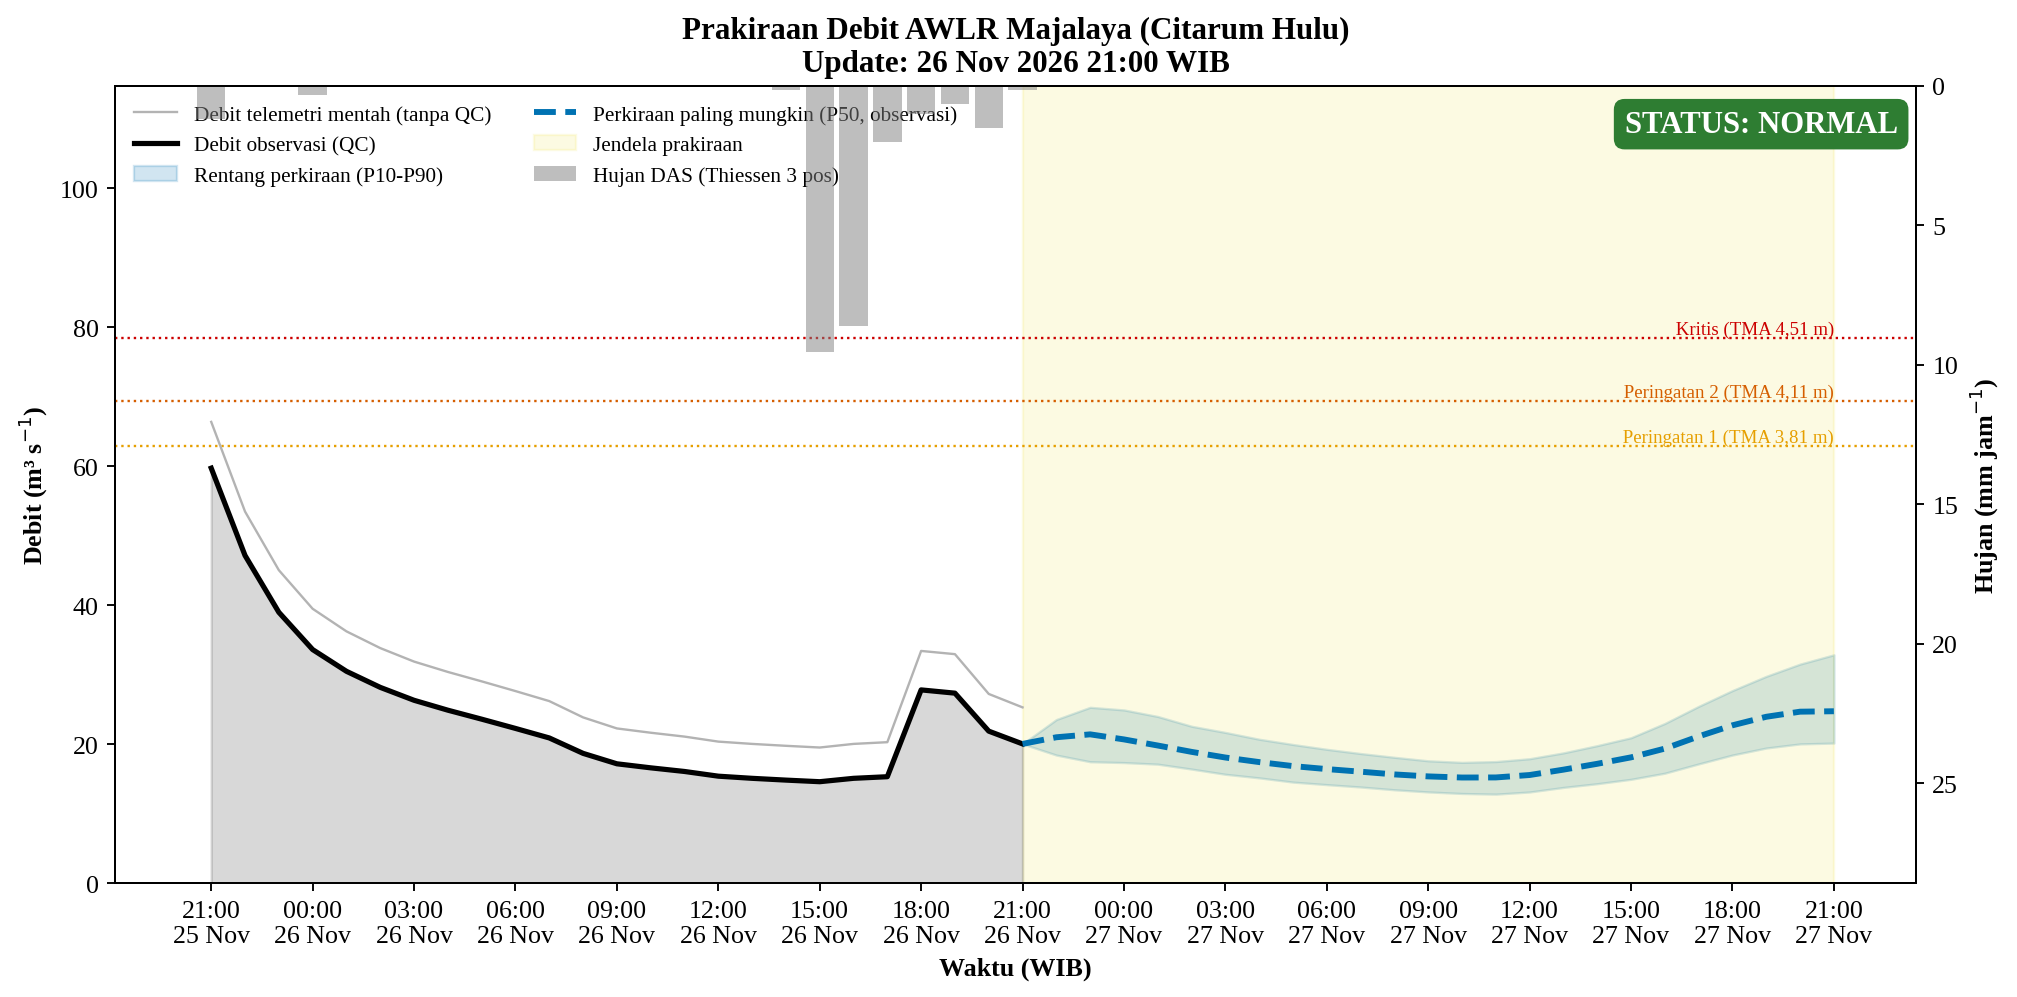 Prakiraan Debit AWLR Majalaya (Citarum Hulu)
Update: 26 Nov 2026 21:00 WIB
Debit telemetri mentah (tanpa QC)
Debit observasi (QC)
Rentang perkiraan (P10-P90)
Perkiraan paling mungkin (P50, observasi)
Jendela prakiraan
Hujan DAS (Thiessen 3 pos)
STATUS: NORMAL
Kritis (TMA 4,51 m)
Peringatan 2 (TMA 4,11 m)
Peringatan 1 (TMA 3,81 m)
Debit (m³ s⁻¹)
100
80
60
40
20
0
Hujan (mm jam⁻¹)
0
5
10
15
20
25
21:00 00:00 03:00 06:00 09:00 12:00 15:00 18:00 21:00 00:00 03:00 06:00 09:00 12:00 15:00 18:00 21:00
25 Nov 26 Nov 26 Nov 26 Nov 26 Nov 26 Nov 26 Nov 26 Nov 26 Nov 27 Nov 27 Nov 27 Nov 27 Nov 27 Nov 27 Nov 27 Nov 27 Nov
Waktu (WIB)